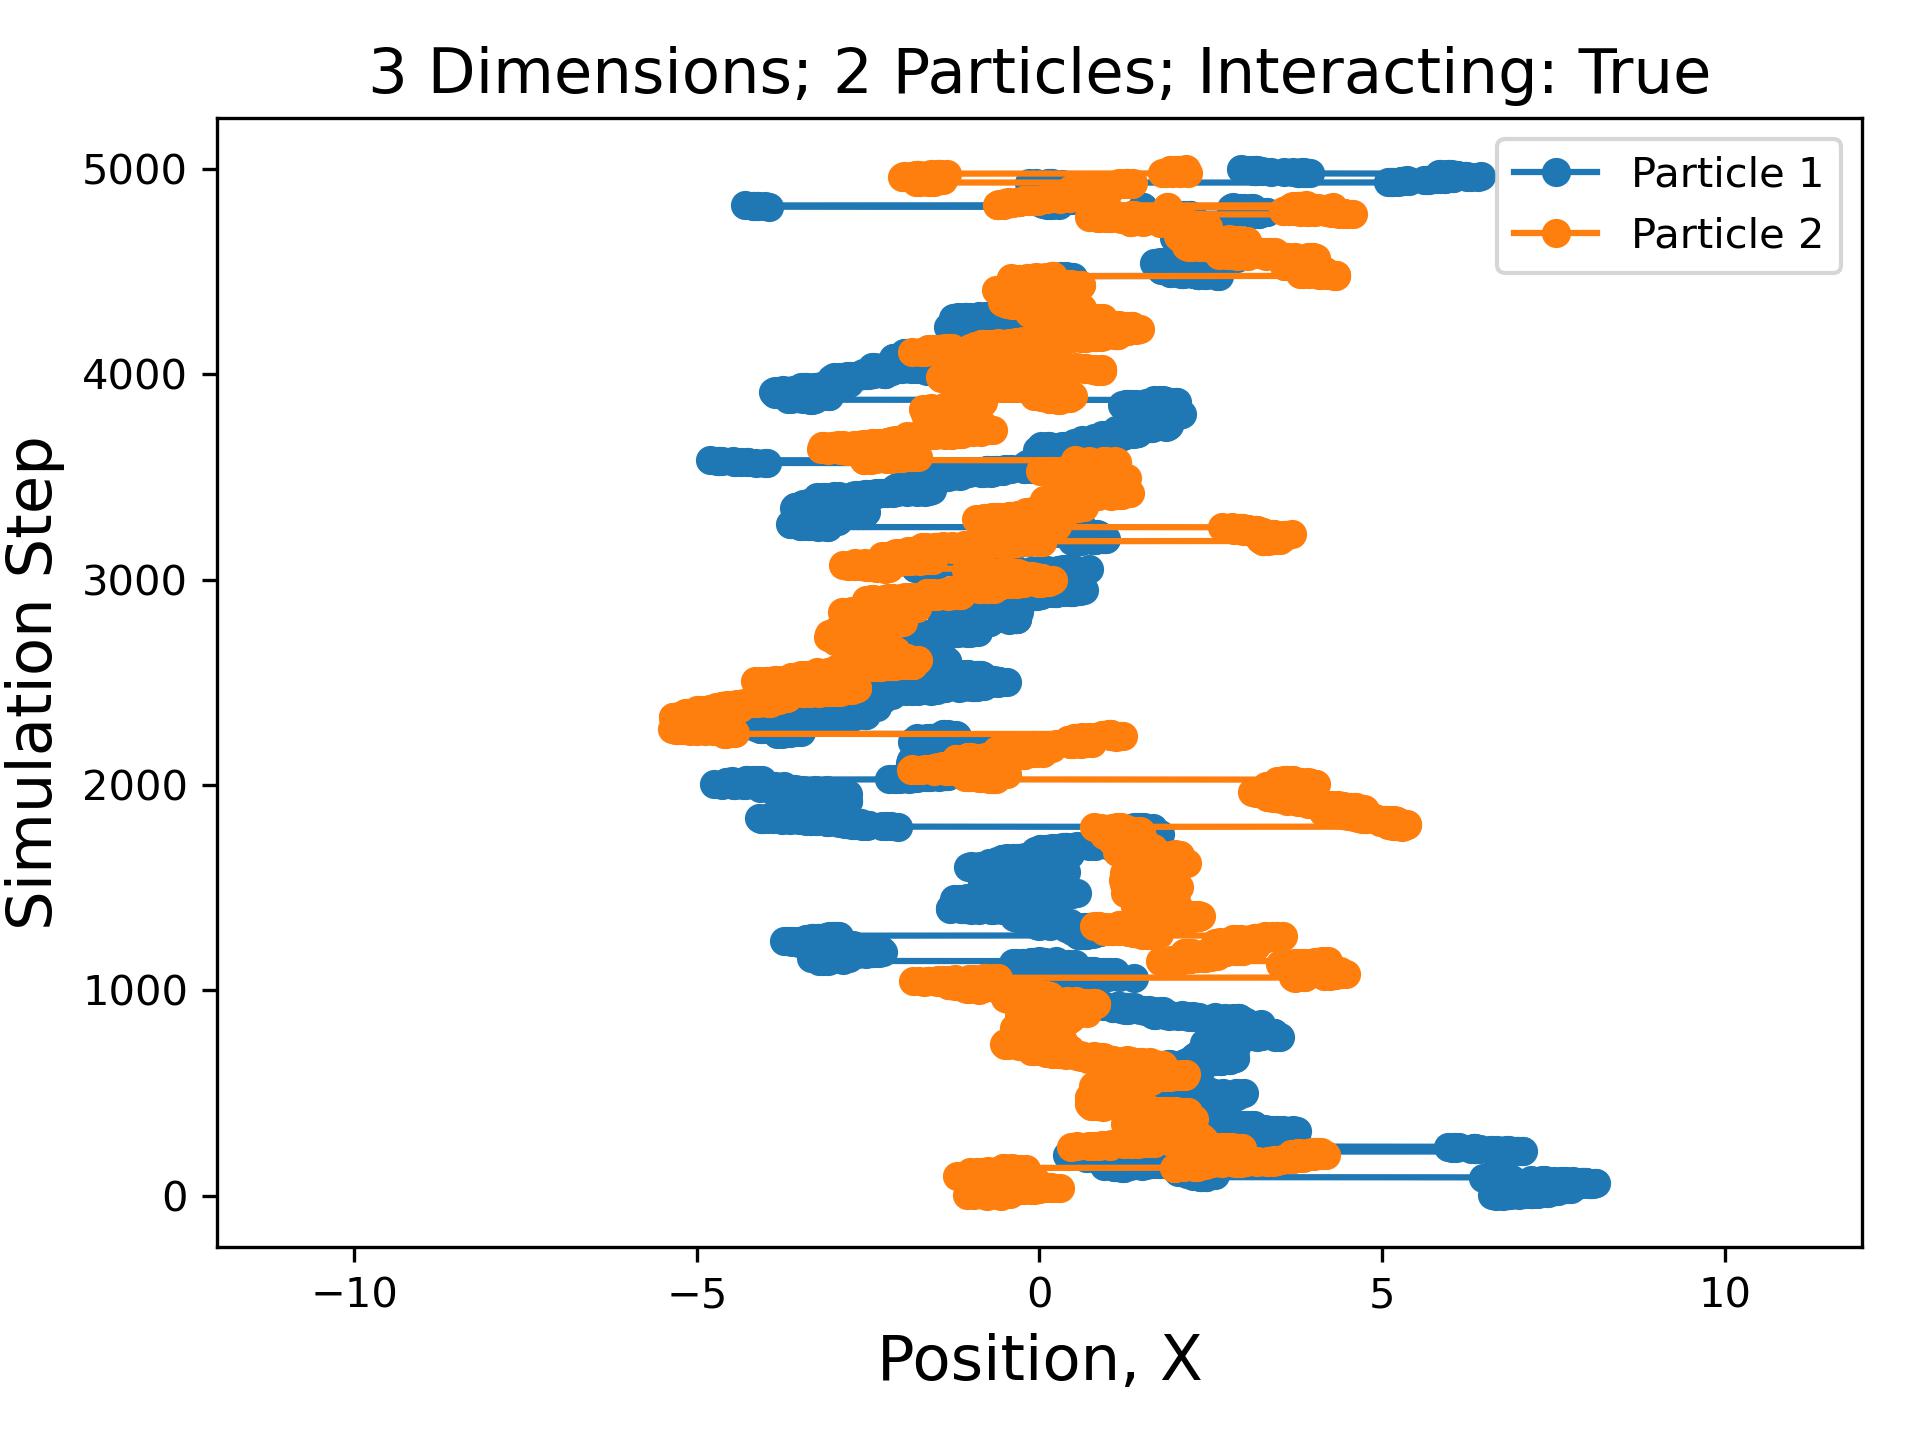 3 Dimensions; 2 Particles; Interacting: True
Particle 1
Particle 2
5000
4000
3000
2000
1000
0
Simulation Step
−10
−5
0
5
10
Position, X